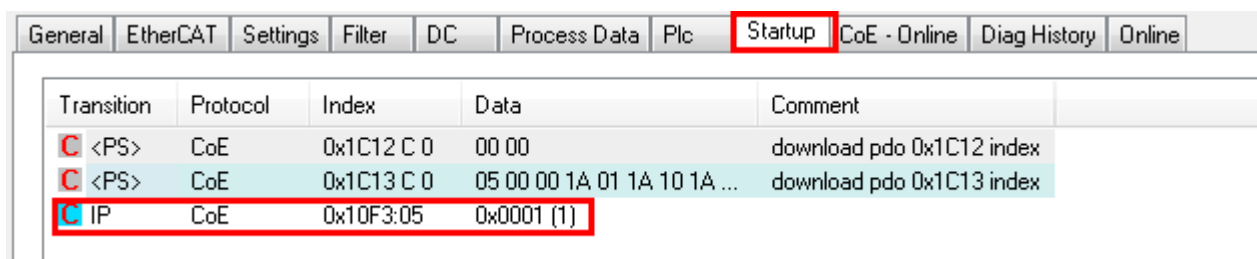 General EtherCAT Settings Filter DC Process Data Plc Startup CoE - Online Diag History Online
Transition Protocol Index Data Comment
C <PS> CoE 0x1C12 C 0 00 00 download pdo 0x1C12 index
C <PS> CoE 0x1C13 C 0 05 00 00 1A 01 1A 10 1A ... download pdo 0x1C13 index
C IP CoE 0x10F3:05 0x0001 (1)